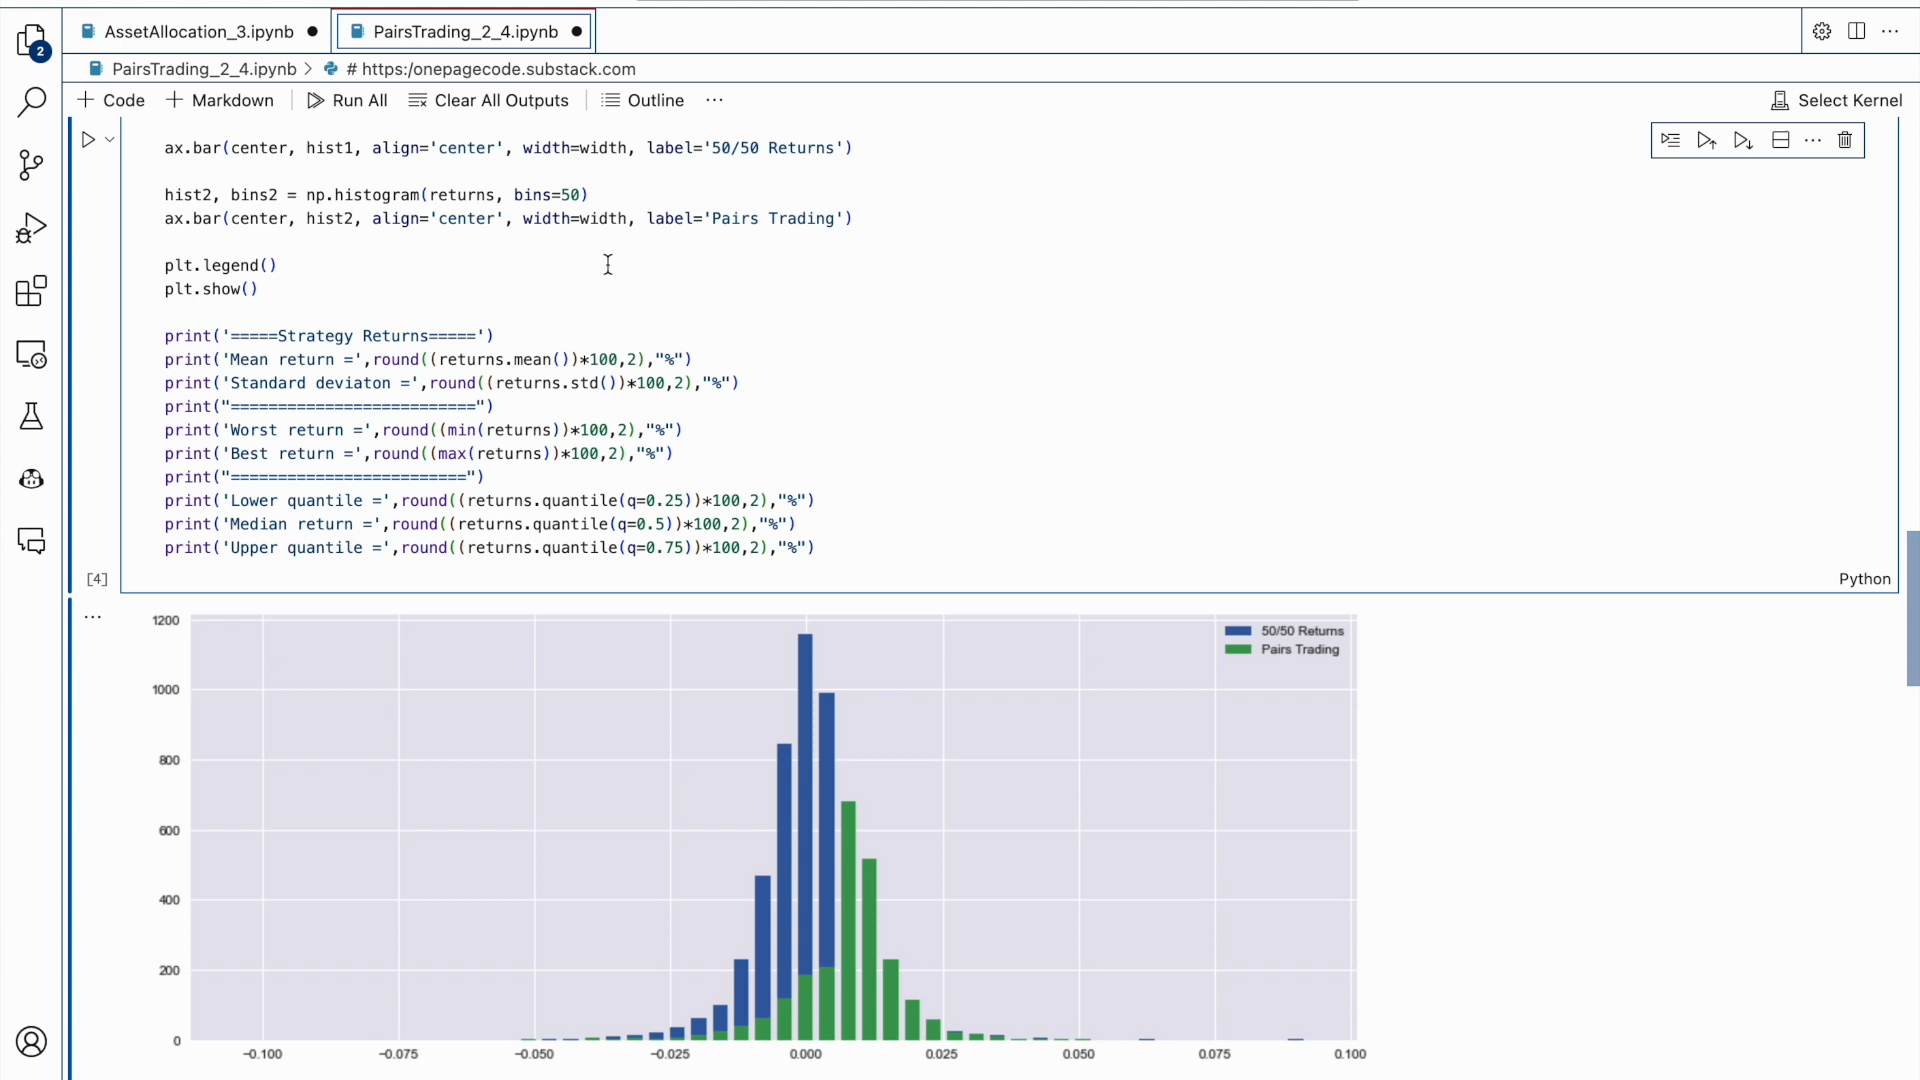 AssetAllocation_3.ipynb
PairsTrading_2_4.ipynb
2
PairsTrading_2_4.ipynb > # https:/onepagecode.substack.com
Code
Markdown
Run All
Clear All Outputs
Outline
...
Select Kernel
ax.bar(center, hist1, align='center', width=width, label='50/50 Returns')
hist2, bins2 = np.histogram(returns, bins=50)
ax.bar(center, hist2, align='center', width=width, label='Pairs Trading')
plt.legend()
plt.show()
print('=====Strategy Returns=====')
print('Mean return =',round((returns.mean())*100,2),"%")
print('Standard deviaton =',round((returns.std())*100,2),"%")
print("==========================")
print('Worst return =',round((min(returns))*100,2),"%")
print('Best return =',round((max(returns))*100,2),"%")
print("=========================")
print('Lower quantile =',round((returns.quantile(q=0.25))*100,2),"%")
print('Median return =',round((returns.quantile(q=0.5))*100,2),"%")
print('Upper quantile =',round((returns.quantile(q=0.75))*100,2),"%")
[4]
Python
...
1200
1000
800
600
400
200
0
50/50 Returns
Pairs Trading
−0.100 −0.075 −0.050 −0.025 0.000 0.025 0.050 0.075 0.100